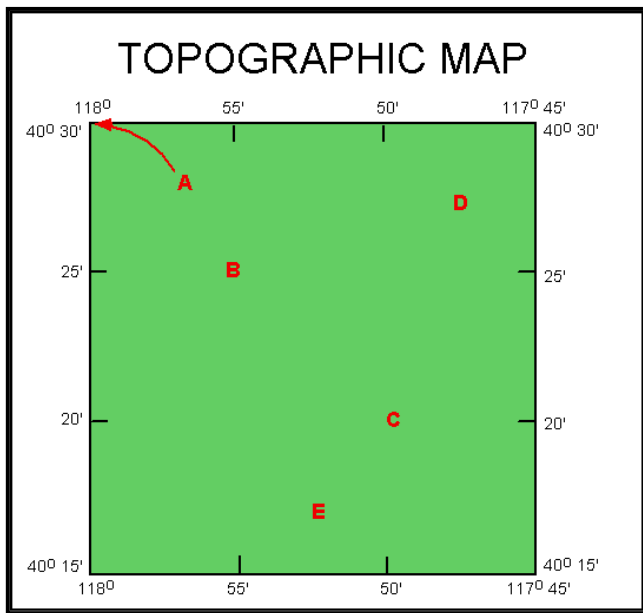 TOPOGRAPHIC MAP
118⁰ 55' 50' 117⁰ 45'
40⁰ 30' 40⁰ 30'
A
D
25' B 25'
20' C 20'
E
40⁰ 15' 40⁰ 15'
118⁰ 55' 50' 117⁰ 45'